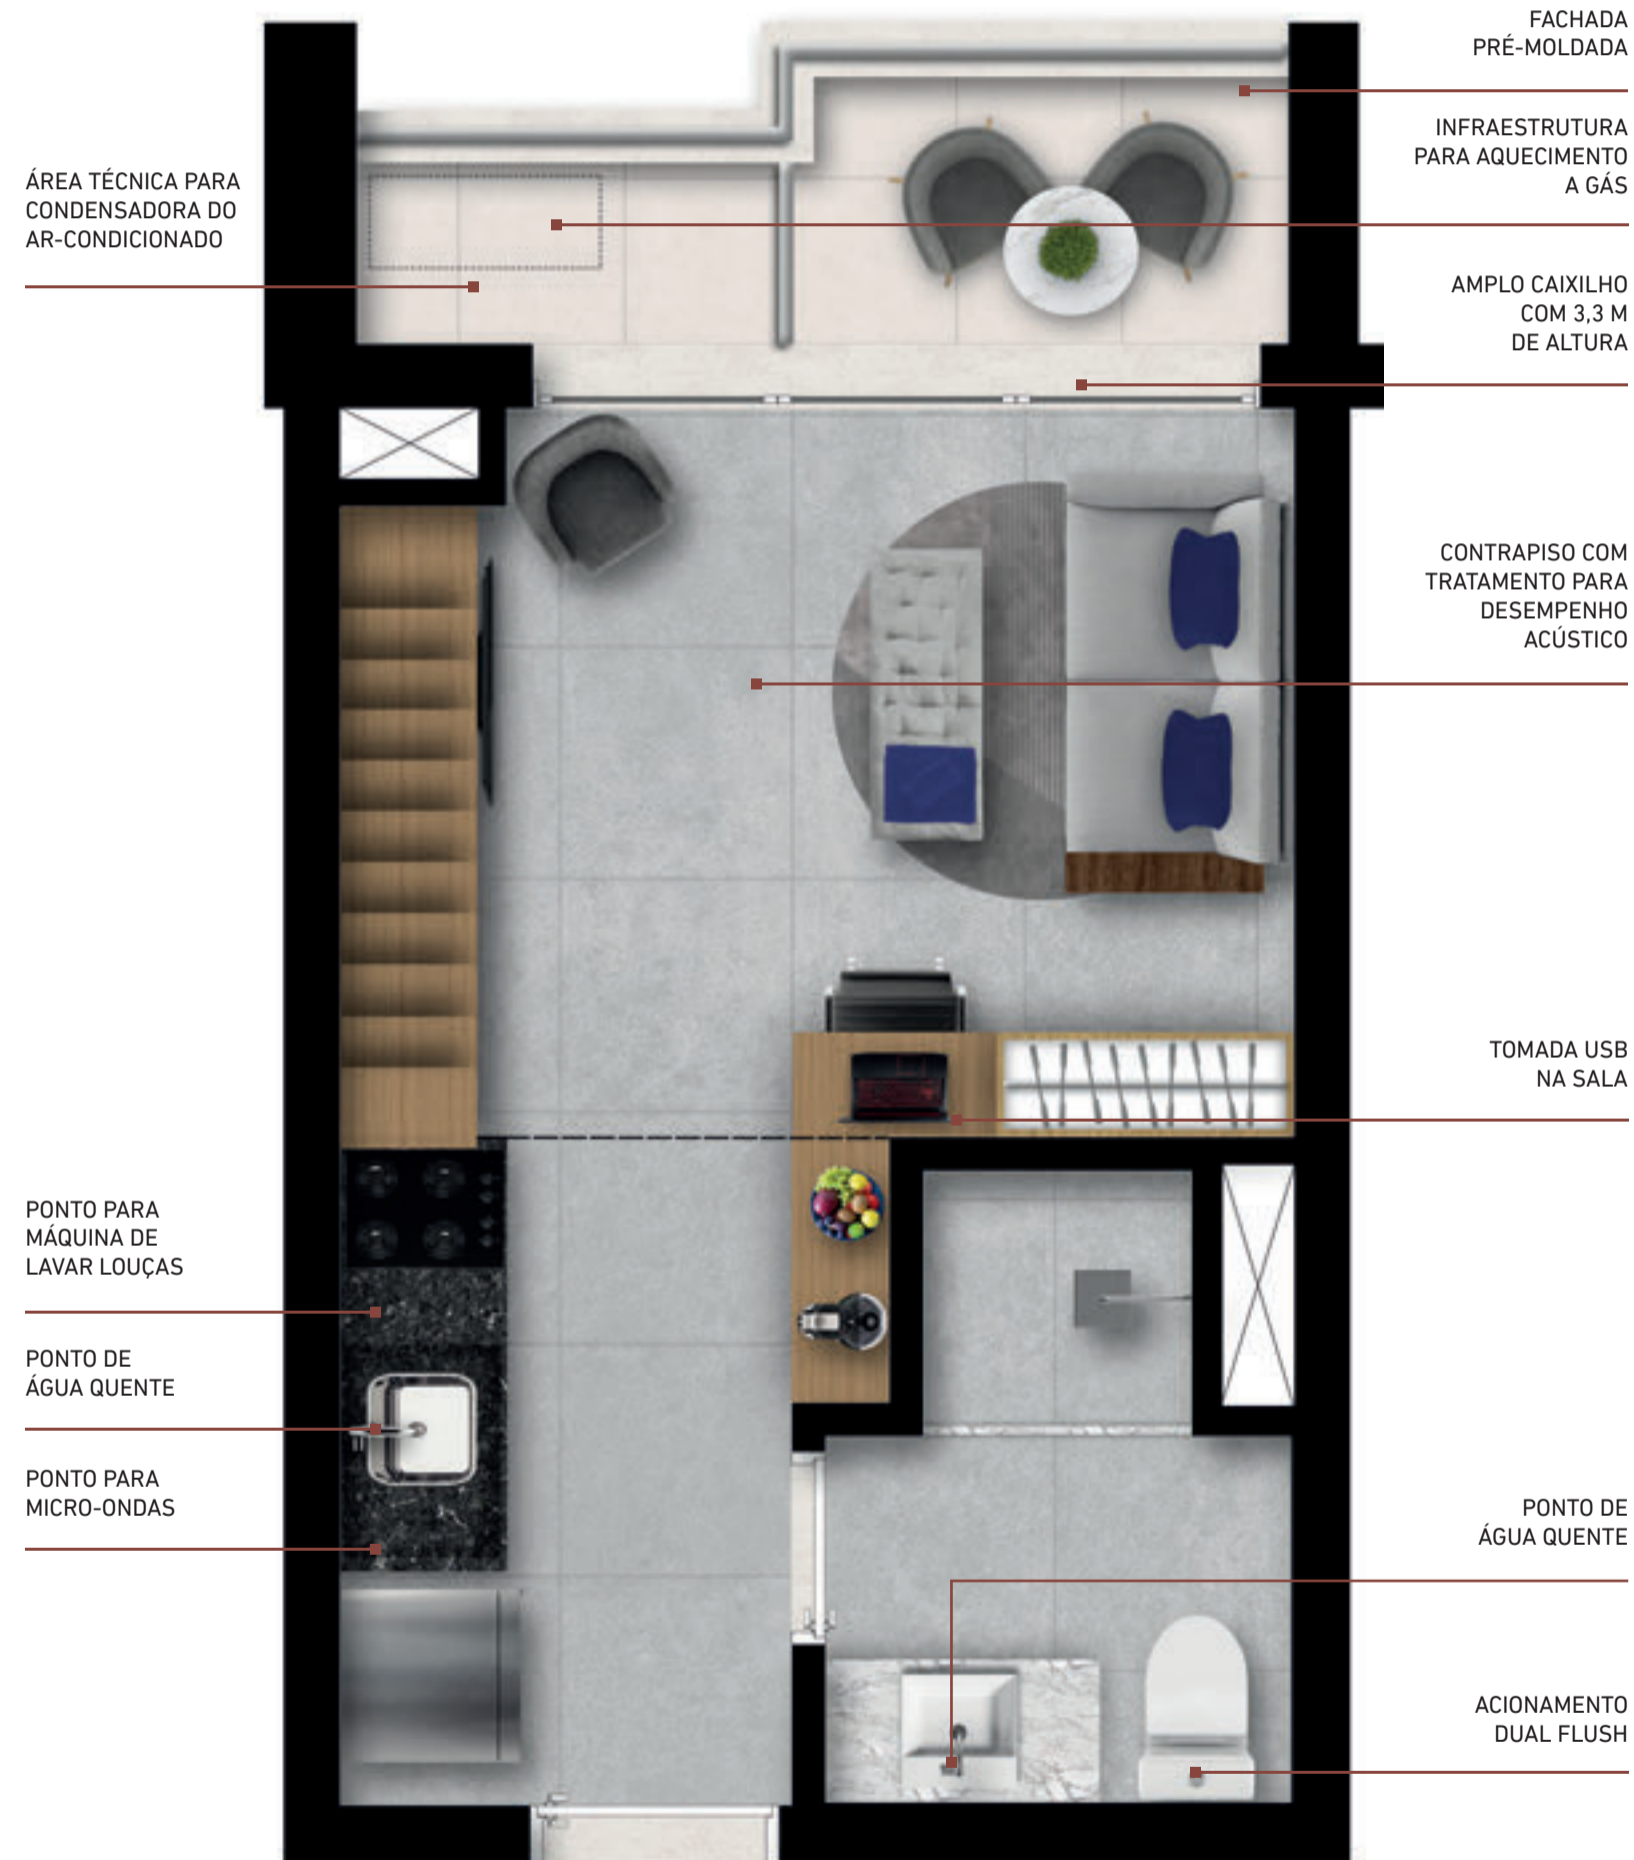 FACHADA
PRÉ-MOLDADA
INFRAESTRUTURA
PARA AQUECIMENTO
A GÁS
ÁREA TÉCNICA PARA
CONDENSADORA DO
AR-CONDICIONADO
AMPLO CAIXILHO
COM 3,3 M
DE ALTURA
CONTRAPISO COM
TRATAMENTO PARA
DESEMPENHO
ACÚSTICO
TOMADA USB
NA SALA
PONTO PARA
MÁQUINA DE
LAVAR LOUÇAS
PONTO DE
ÁGUA QUENTE
PONTO PARA
MICRO-ONDAS
PONTO DE
ÁGUA QUENTE
ACIONAMENTO
DUAL FLUSH